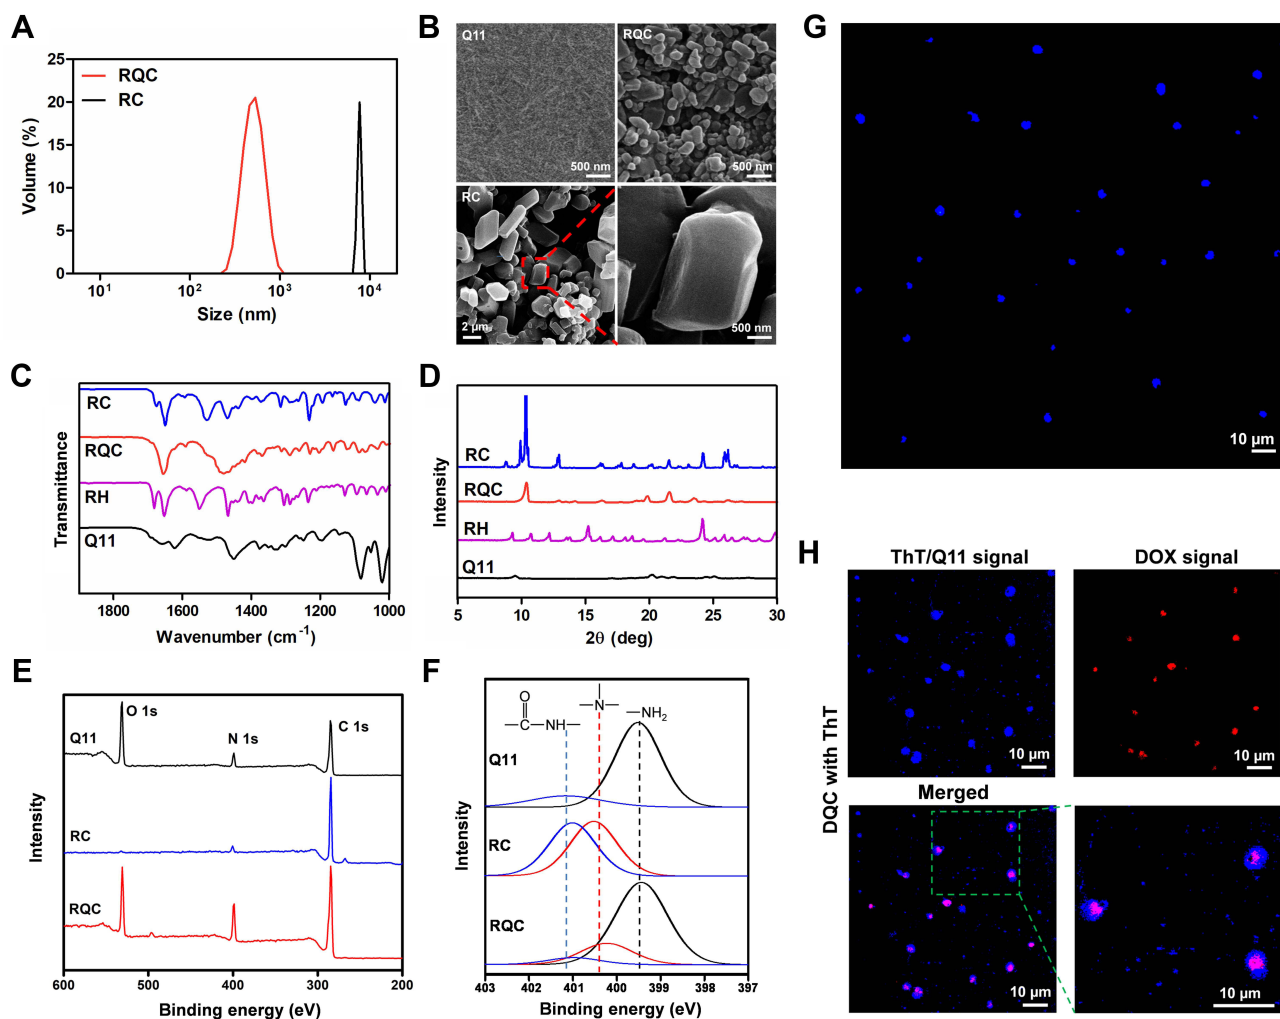 A
25
20
15
10
5
0
Volume (%)
RQC
RC
10¹
10²
10³
10⁴
Size (nm)
B
Q11
500 nm
RQC
500 nm
RC
2 μm
500 nm
C
Transmittance
RC
RQC
RH
Q11
1800
1600
1400
1200
1000
Wavenumber (cm⁻¹)
D
Intensity
RC
RQC
RH
Q11
5
10
15
20
25
30
2θ (deg)
E
Intensity
O 1s
N 1s
C 1s
Q11
RC
RQC
600
500
400
300
200
Binding energy (eV)
F
Intensity
O
C
NH
N
NH₂
Q11
RC
RQC
403
402
401
400
399
398
397
Binding energy (eV)
G
10 μm
H
DQC with ThT
ThT/Q11 signal
10 μm
DOX signal
10 μm
Merged
10 μm
10 μm